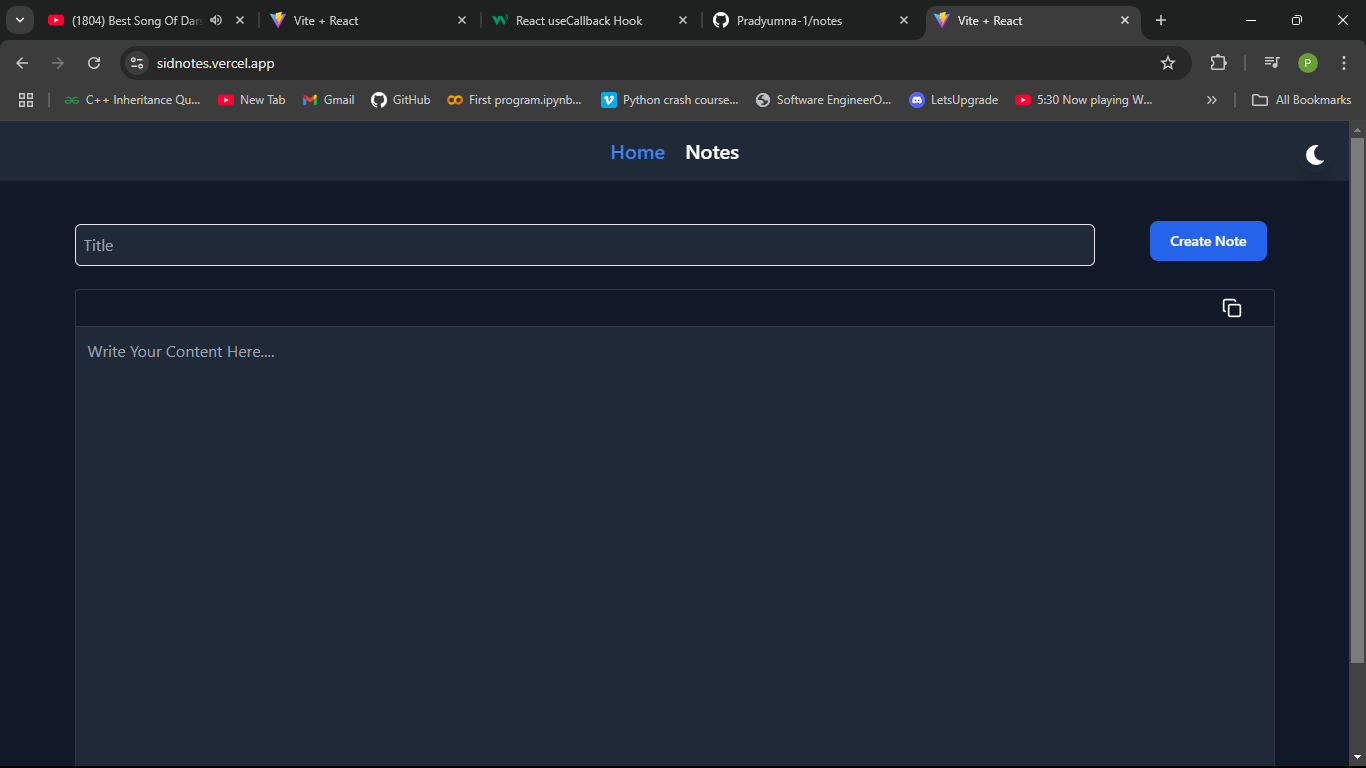 (1804) Best Song Of Dar
Vite + React
React useCallback Hook
Pradyumna-1/notes
Vite + React
sidnotes.vercel.app
P
C++ Inheritance Qu...
New Tab
Gmail
GitHub
First program.ipynb...
Python crash course...
Software EngineerO...
LetsUpgrade
5:30 Now playing W...
All Bookmarks
Home
Notes
Title
Create Note
Write Your Content Here....